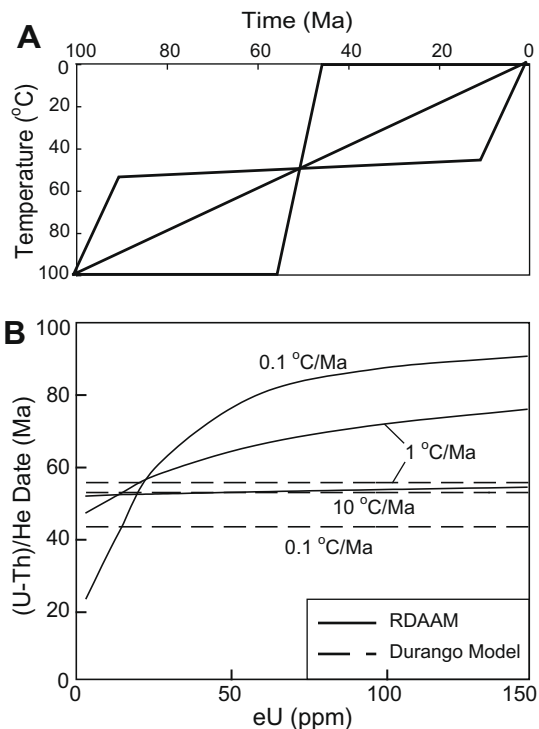 Time (Ma)
A
100 80 60 40 20 0
0
20
40
60
80
100
Temperature (°C)
B
100
80
60
40
20
0
(U-Th)/He Date (Ma)
0.1 °C/Ma
1 °C/Ma
10 °C/Ma
0.1 °C/Ma
RDAAM
Durango Model
0 50 100 150
eU (ppm)